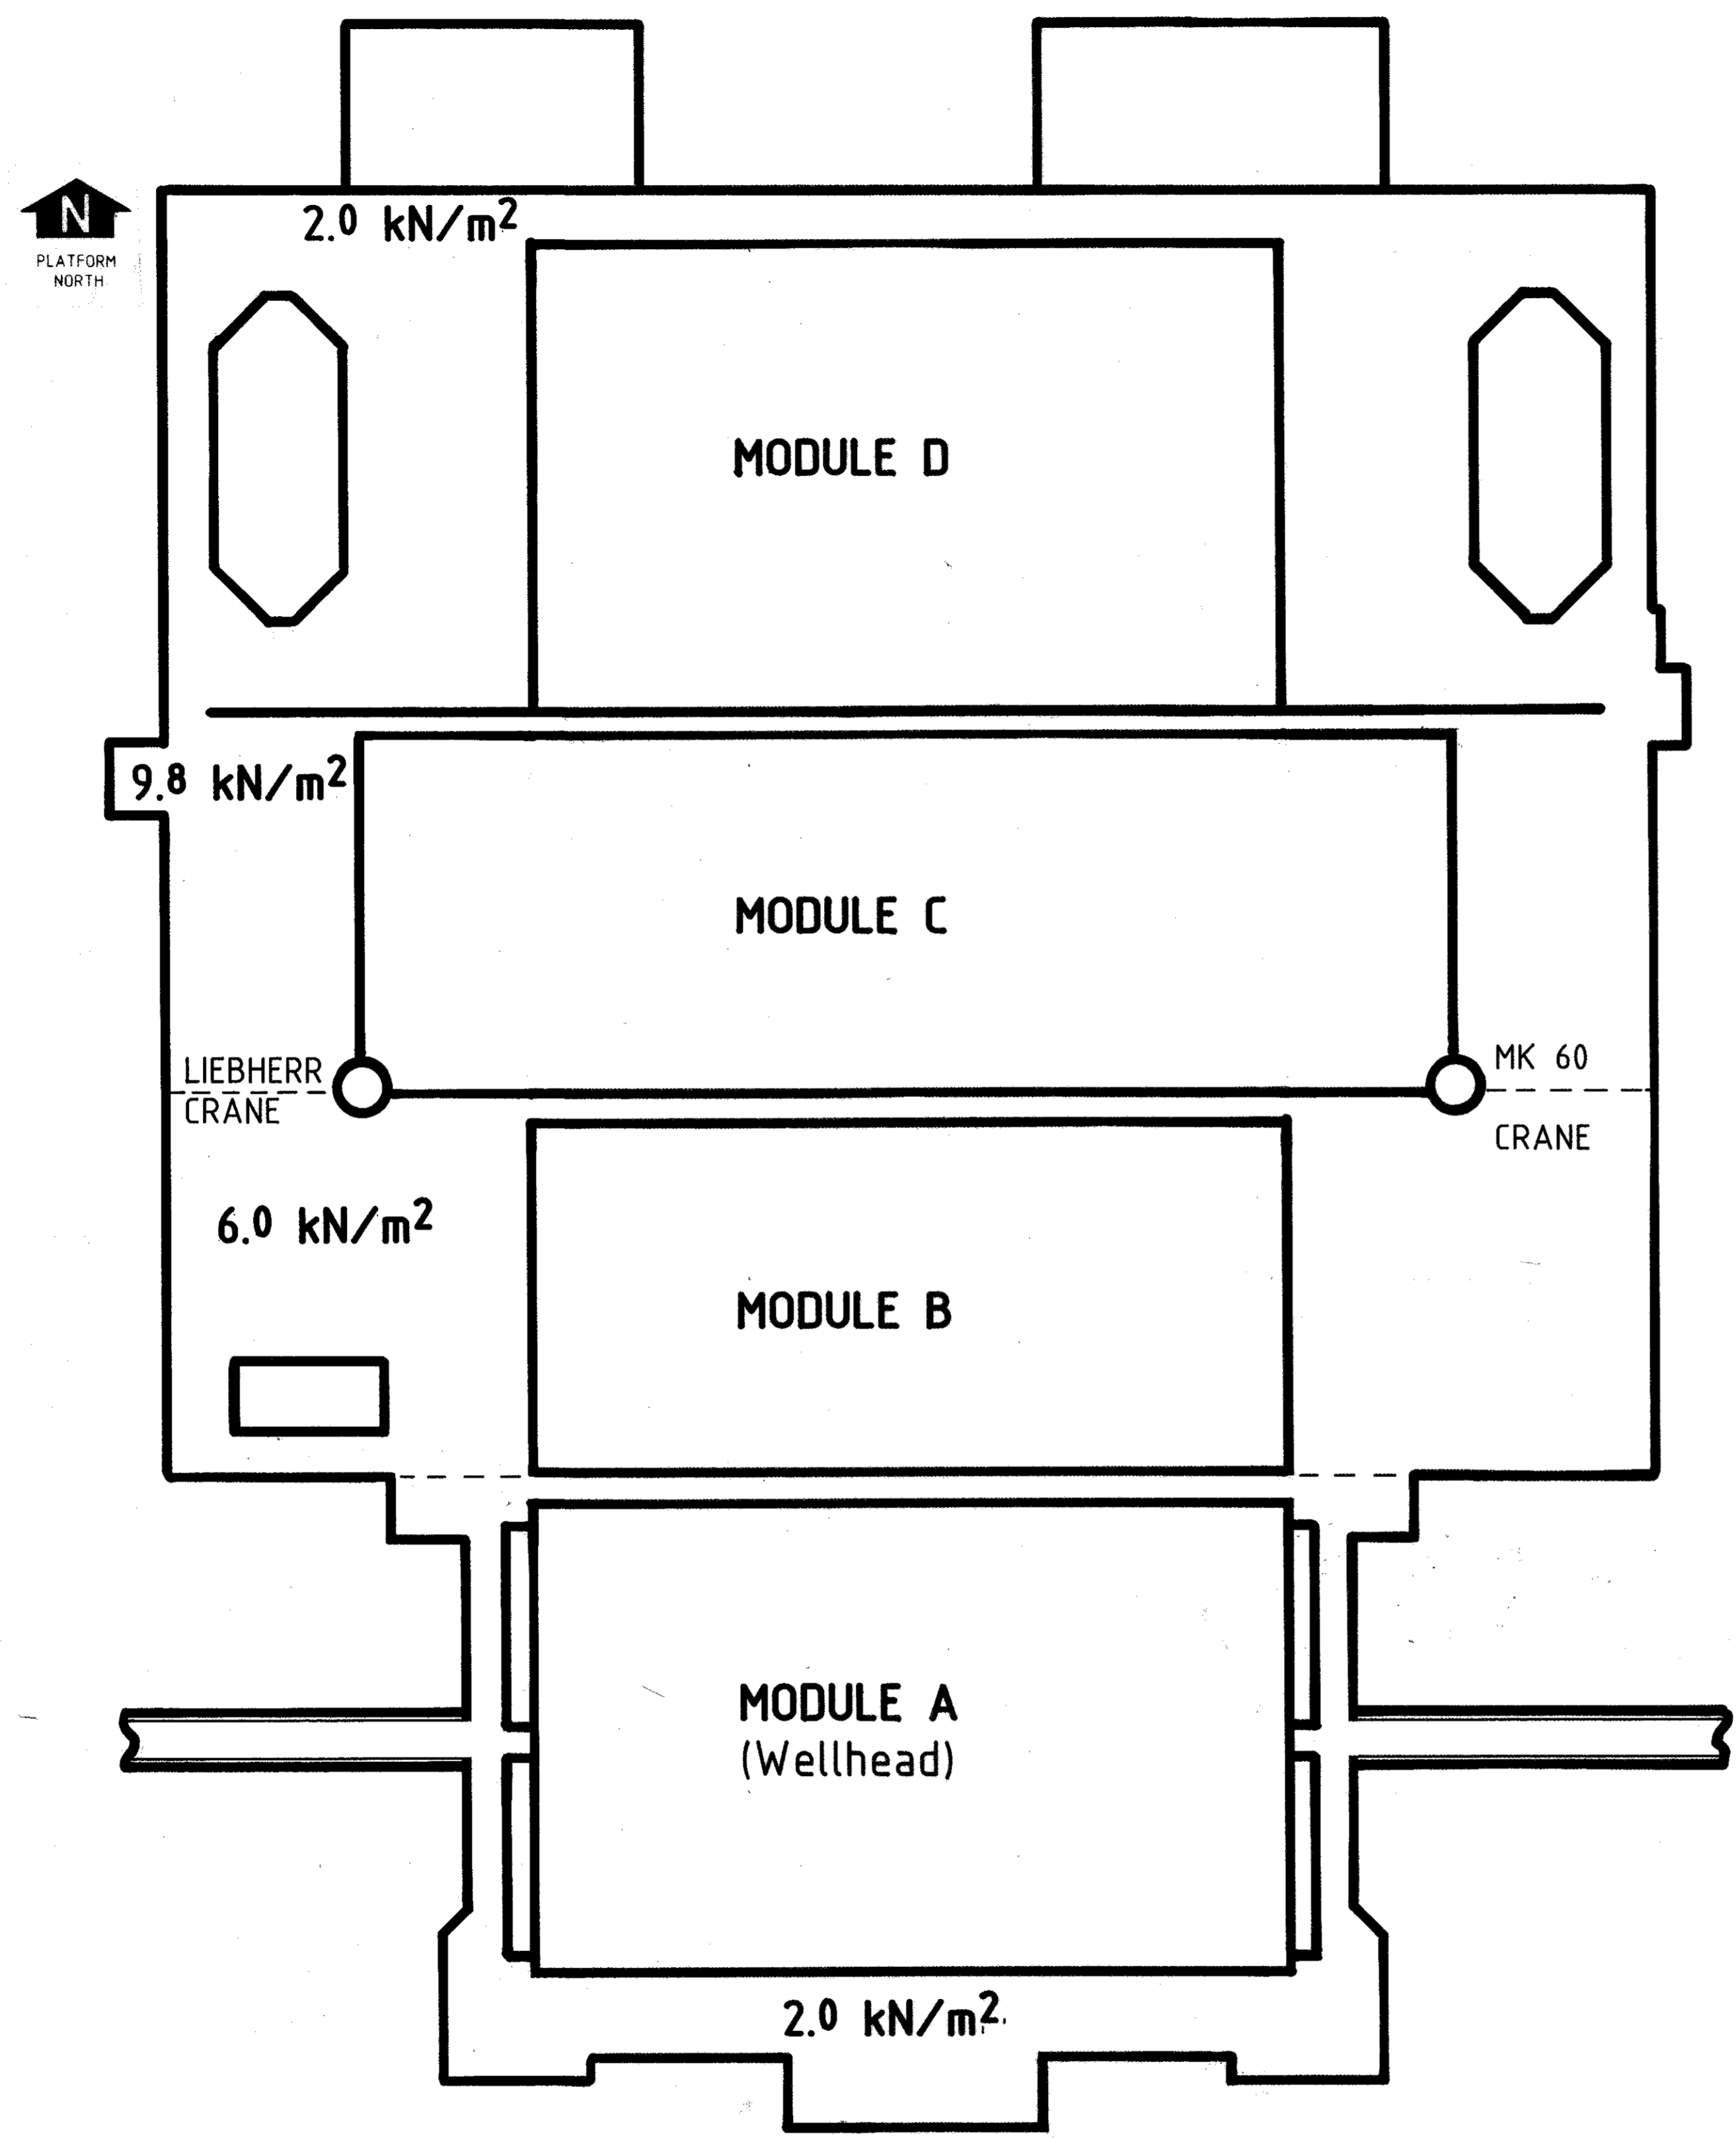 2.0 kN/m²
N
PLATFORM
NORTH
MODULE D
9.8 kN/m²
MODULE C
LIEBHERR
CRANE
MK 60
CRANE
6.0 kN/m²
MODULE B
MODULE A
(Wellhead)
2.0 kN/m²